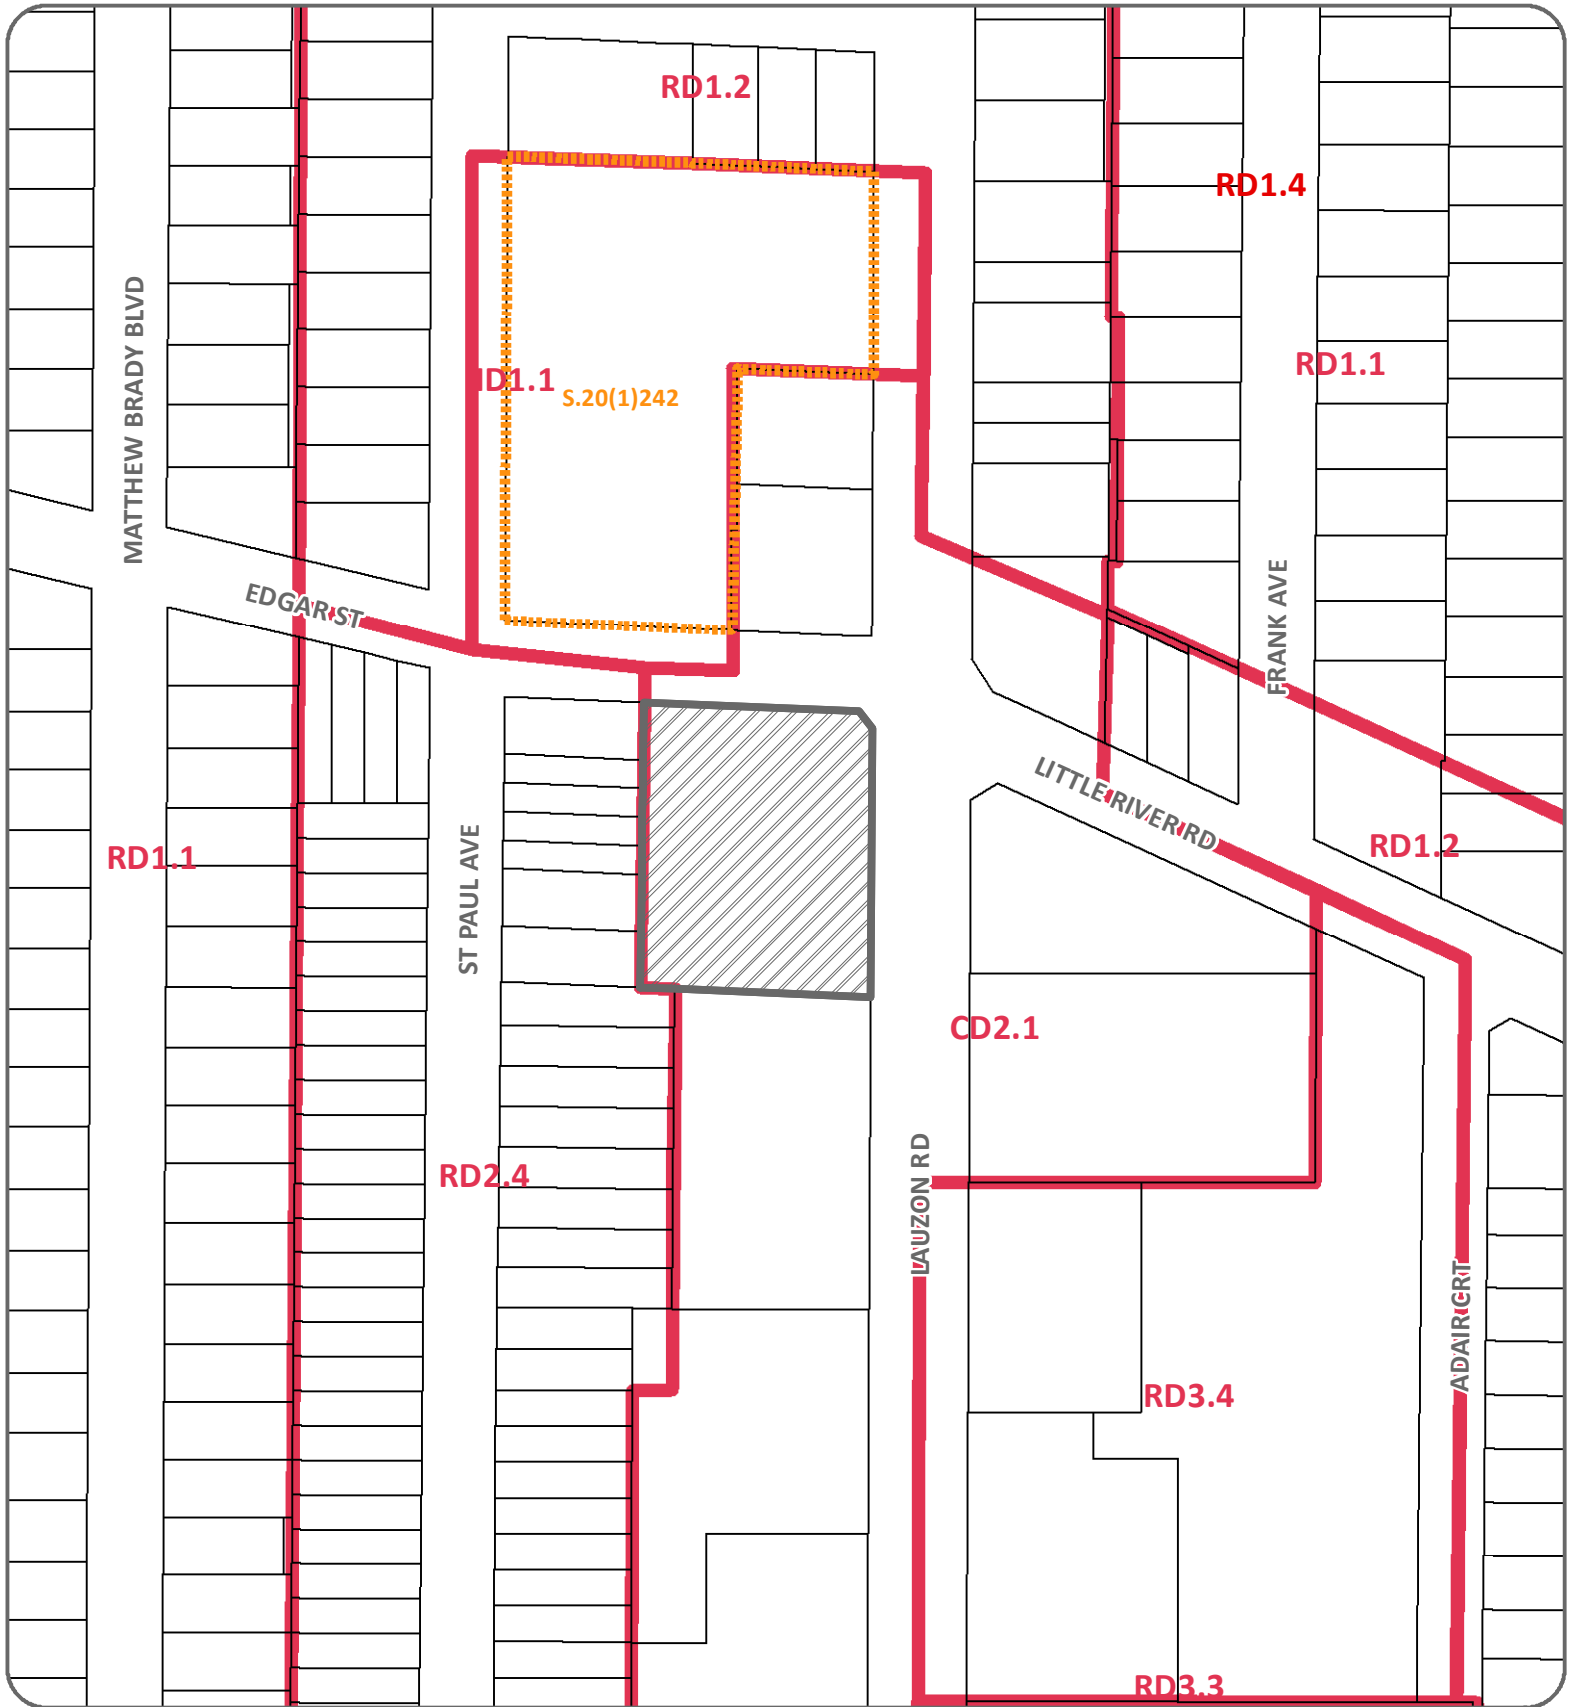 RD1.2
RD1.4
MATTHEW BRADY BLVD
RD1.1
ID1.1
S.20(1)242
EDGAR ST
FRANK AVE
LITTLE RIVER RD
RD1.2
RD1.1
ST PAUL AVE
CD2.1
RD2.4
LAUZON RD
ADAIR CRT
RD3.4
RD3.3